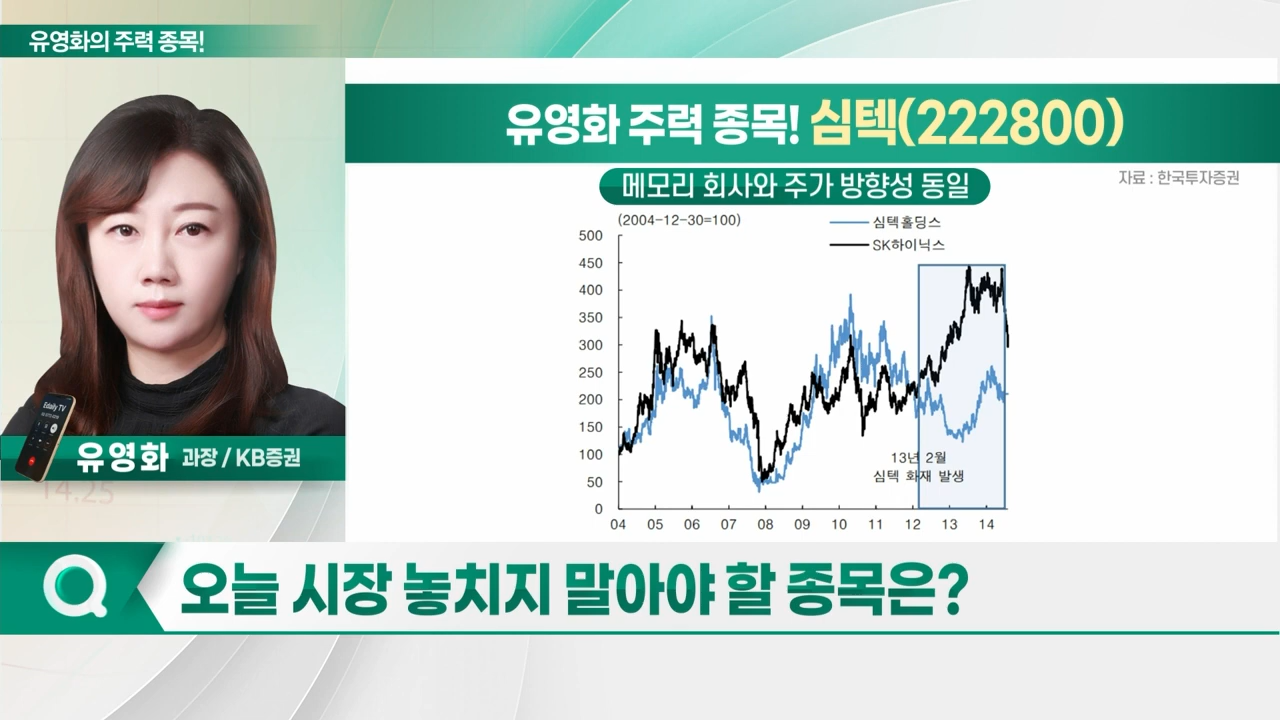 유영화의 주력 종목!
유영화 주력 종목! 심텍(222800)
메모리 회사와 주가 방향성 동일
자료 : 한국투자증권
(2004-12-30=100)
심텍홀딩스
SK하이닉스
500
450
400
350
300
250
200
150
100
50
0
13년 2월
심텍 화재 발생
04 05 06 07 08 09 10 11 12 13 14
Edaily TV
유영화 과장 / KB증권
14.25
오늘 시장 놓치지 말아야 할 종목은?